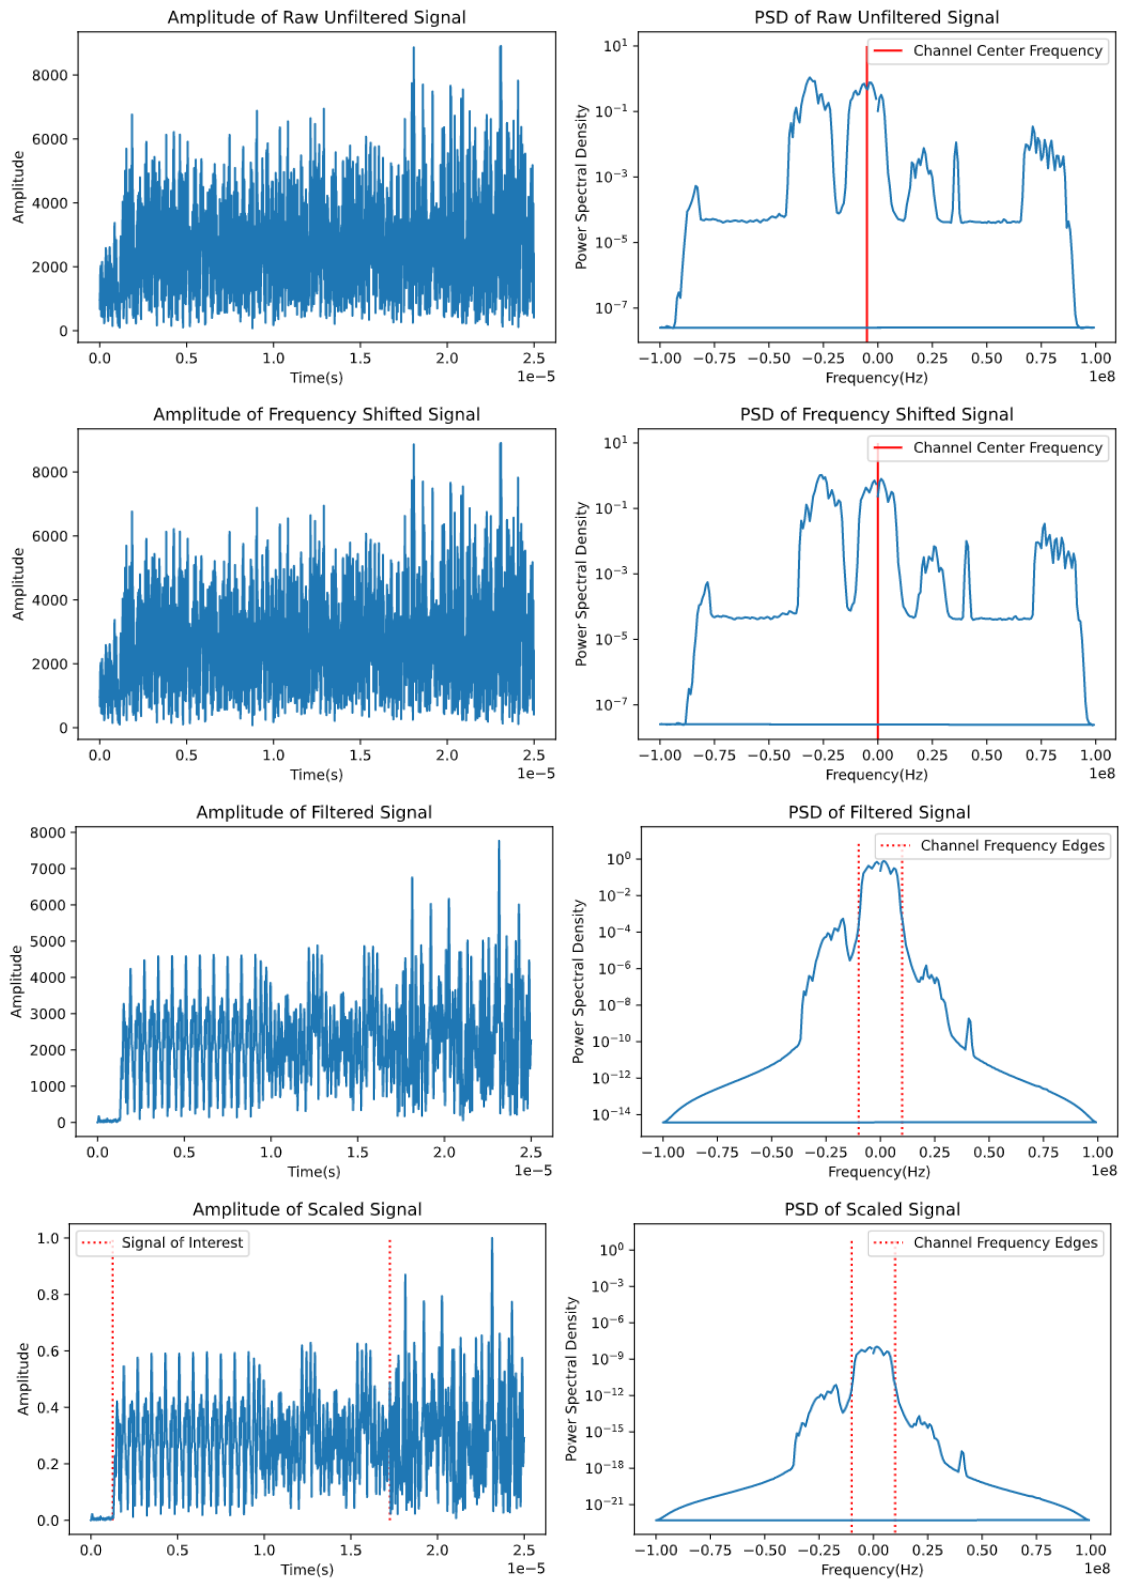 Amplitude of Raw Unfiltered Signal
Amplitude
8000
6000
4000
2000
0
0.0 0.5 1.0 1.5 2.0 2.5
Time(s)
1e−5
PSD of Raw Unfiltered Signal
Channel Center Frequency
Power Spectral Density
10^1
10^−1
10^−3
10^−5
10^−7
−1.00 −0.75 −0.50 −0.25 0.00 0.25 0.50 0.75 1.00
Frequency(Hz)
1e8
Amplitude of Frequency Shifted Signal
Amplitude
8000
6000
4000
2000
0
0.0 0.5 1.0 1.5 2.0 2.5
Time(s)
1e−5
PSD of Frequency Shifted Signal
Channel Center Frequency
Power Spectral Density
10^1
10^−1
10^−3
10^−5
10^−7
−1.00 −0.75 −0.50 −0.25 0.00 0.25 0.50 0.75 1.00
Frequency(Hz)
1e8
Amplitude of Filtered Signal
Amplitude
8000
7000
6000
5000
4000
3000
2000
1000
0
0.0 0.5 1.0 1.5 2.0 2.5
Time(s)
1e−5
PSD of Filtered Signal
Channel Frequency Edges
Power Spectral Density
10^0
10^−2
10^−4
10^−6
10^−8
10^−10
10^−12
10^−14
−1.00 −0.75 −0.50 −0.25 0.00 0.25 0.50 0.75 1.00
Frequency(Hz)
1e8
Amplitude of Scaled Signal
Signal of Interest
Amplitude
1.0
0.8
0.6
0.4
0.2
0.0
0.0 0.5 1.0 1.5 2.0 2.5
Time(s)
1e−5
PSD of Scaled Signal
Channel Frequency Edges
Power Spectral Density
10^0
10^−3
10^−6
10^−9
10^−12
10^−15
10^−18
10^−21
−1.00 −0.75 −0.50 −0.25 0.00 0.25 0.50 0.75 1.00
Frequency(Hz)
1e8